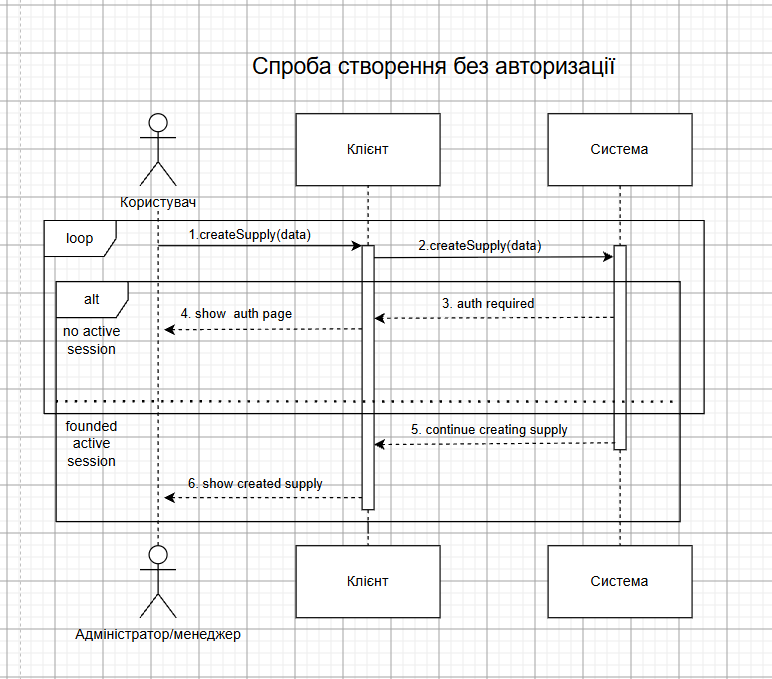 Спроба створення без авторизації
Клієнт
Система
Користувач
loop
1.createSupply(data)
2.createSupply(data)
alt
3. auth required
4. show auth page
no active
session
founded
active
session
5. continue creating supply
6. show created supply
Клієнт
Система
Адміністратор/менеджер